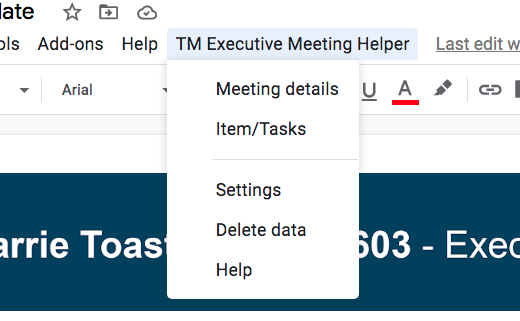 late
ols Add-ons Help TM Executive Meeting Helper Last edit w
Arial U A
Meeting details
Item/Tasks
Settings
arrie Toast 603 - Exec
Delete data
Help